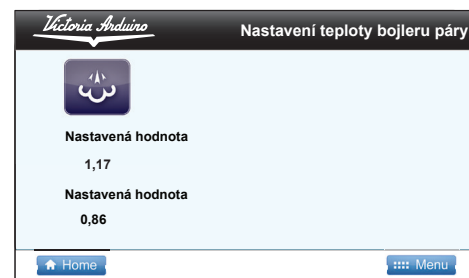 Victoria Arduino
Nastavení teploty bojleru páry
Nastavená hodnota
1,17
Nastavená hodnota
0,86
Home
Menu